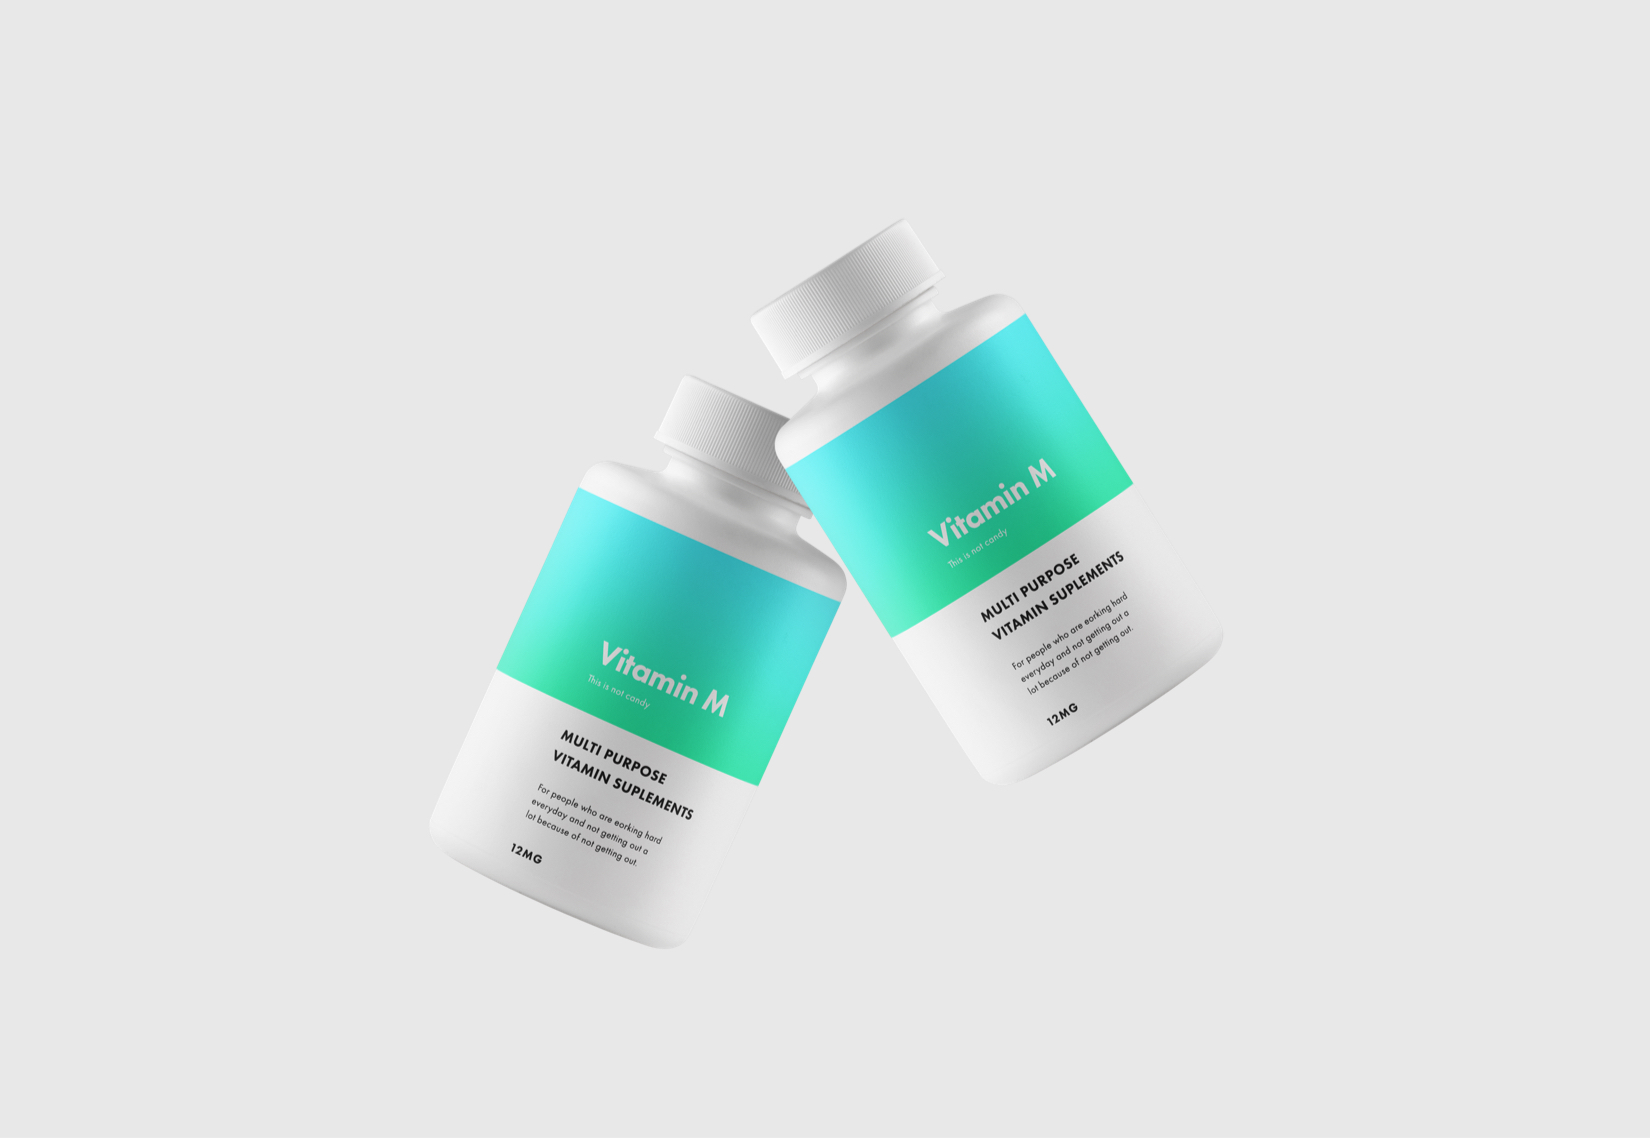 Vitamin M
This is not candy
MULTI PURPOSE
VITAMIN SUPLEMENTS
For people who are eorking hard
everyday and not getting out a
lot because of not getting out.
12MG
Vitamin M
This is not candy
MULTI PURPOSE
VITAMIN SUPLEMENTS
For people who are eorking hard
everyday and not getting out a
lot because of not getting out.
12MG